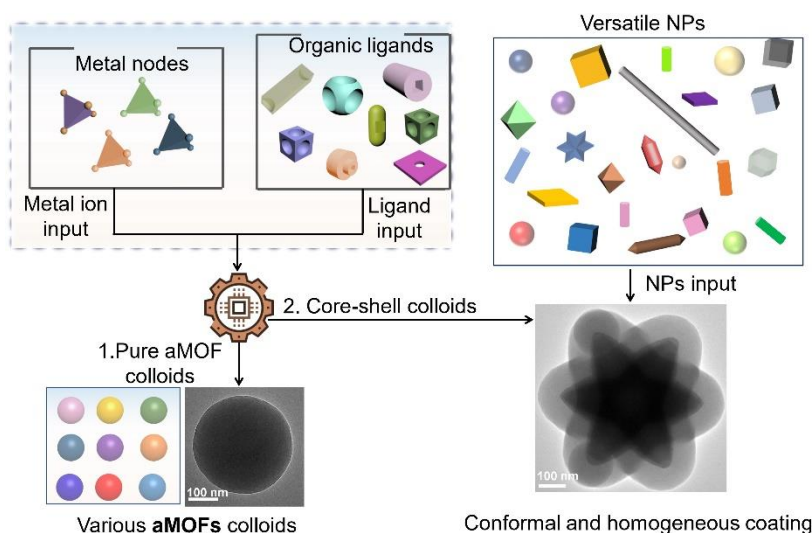 Metal nodes
Organic ligands
Versatile NPs
Metal ion
input
Ligand
input
NPs input
2. Core-shell colloids
1.Pure aMOF
colloids
100 nm
100 nm
Various aMOFs colloids
Conformal and homogeneous coating